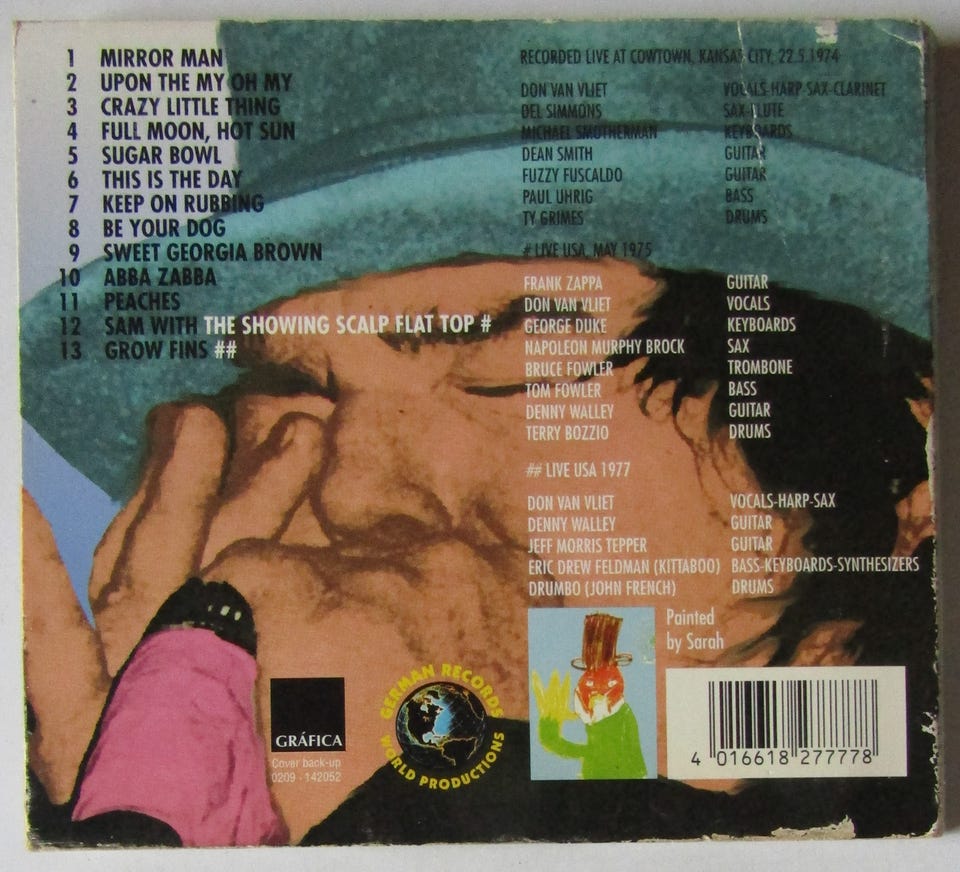 1 MIRROR MAN
2 UPON THE MY OH MY
3 CRAZY LITTLE THING
4 FULL MOON, HOT SUN
5 SUGAR BOWL
6 THIS IS THE DAY
7 KEEP ON RUBBING
8 BE YOUR DOG
9 SWEET GEORGIA BROWN
10 ABBA ZABBA
11 PEACHES
12 SAM WITH THE SHOWING SCALP FLAT TOP #
13 GROW FINS ##
RECORDED LIVE AT COWTOWN, KANSAS CITY, 22.5.1974
DON VAN VLIET VOCALS-HARP-SAX-CLARINET
DEL SIMMONS SAX-FLUTE
MICHAEL SMOTHERMAN KEYBOARDS
DEAN SMITH GUITAR
FUZZY FUSCALDO GUITAR
PAUL UHRIG BASS
TY GRIMES DRUMS
# LIVE USA, MAY 1975
FRANK ZAPPA GUITAR
DON VAN VLIET VOCALS
GEORGE DUKE KEYBOARDS
NAPOLEON MURPHY BROCK SAX
BRUCE FOWLER TROMBONE
TOM FOWLER BASS
DENNY WALLEY GUITAR
TERRY BOZZIO DRUMS
## LIVE USA 1977
DON VAN VLIET VOCALS-HARP-SAX
DENNY WALLEY GUITAR
JEFF MORRIS TEPPER GUITAR
ERIC DREW FELDMAN (KITTABOO) BASS-KEYBOARDS-SYNTHESIZERS
DRUMBO (JOHN FRENCH) DRUMS
Painted
by Sarah
GRÁFICA
Cover back-up
0209 - 142052
GERMAN RECORDS
WORLD PRODUCTIONS
4 016618 277778